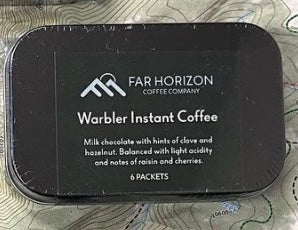 FAR HORIZON
COFFEE COMPANY
Warbler Instant Coffee
Milk chocolate with hints of clove and
hazelnut. Balanced with light acidity
and notes of raisin and cherries.
6 PACKETS